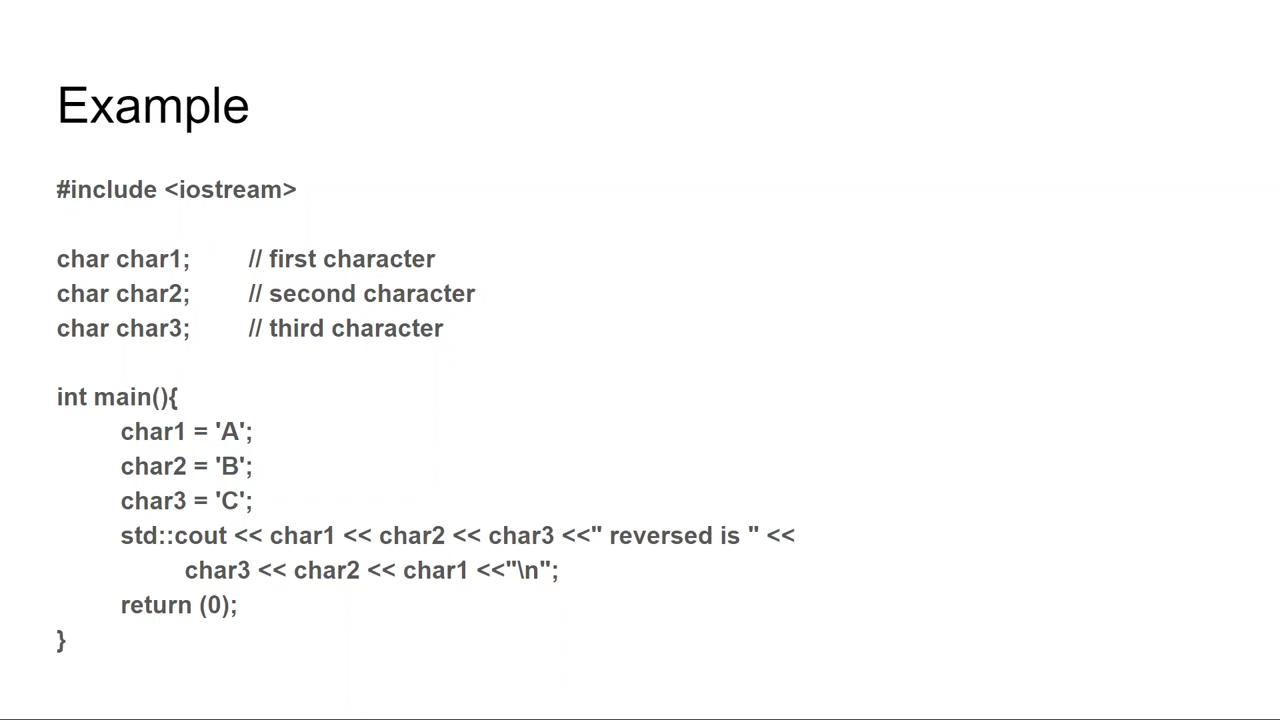 Example
#include <iostream>
char char1; // first character
char char2; // second character
char char3; // third character
int main(){
char1 = 'A';
char2 = 'B';
char3 = 'C';
std::cout << char1 << char2 << char3 <<" reversed is " <<
char3 << char2 << char1 <<"\n";
return (0);
}